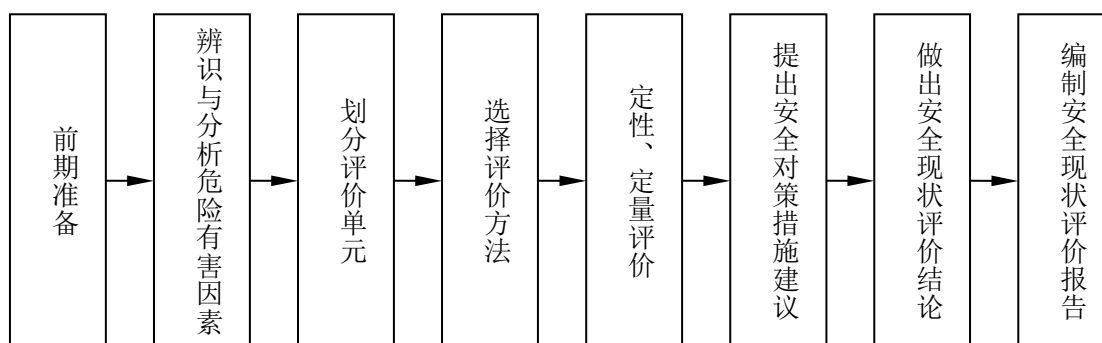 前期准备
辨识与分析危险有害因素
划分评价单元
选择评价方法
定性、定量评价
提出安全对策措施建议
做出安全现状评价结论
编制安全现状评价报告